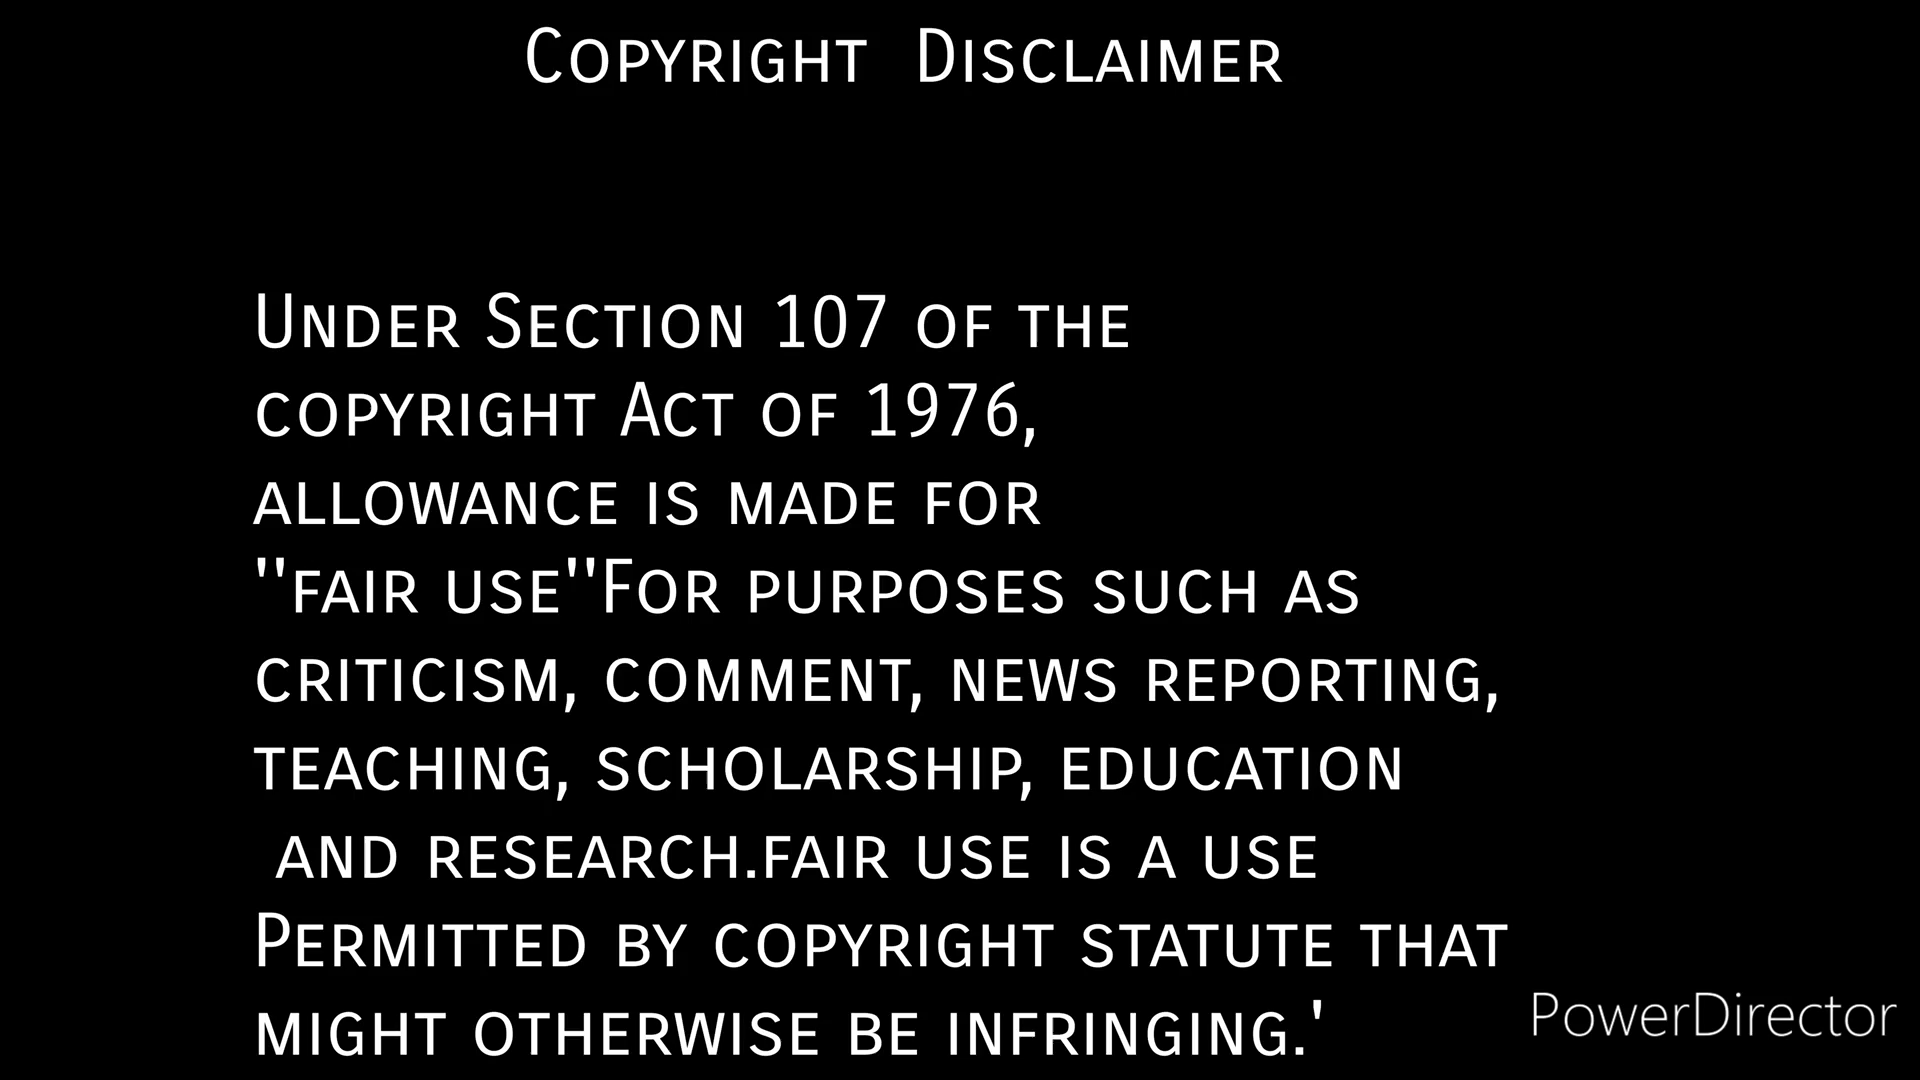 Copyright Disclaimer
Under Section 107 of the
copyright Act of 1976,
allowance is made for
''fair use''For purposes such as
criticism, comment, news reporting,
teaching, scholarship, education
and research.fair use is a use
Permitted by copyright statute that
might otherwise be infringing.'
PowerDirector